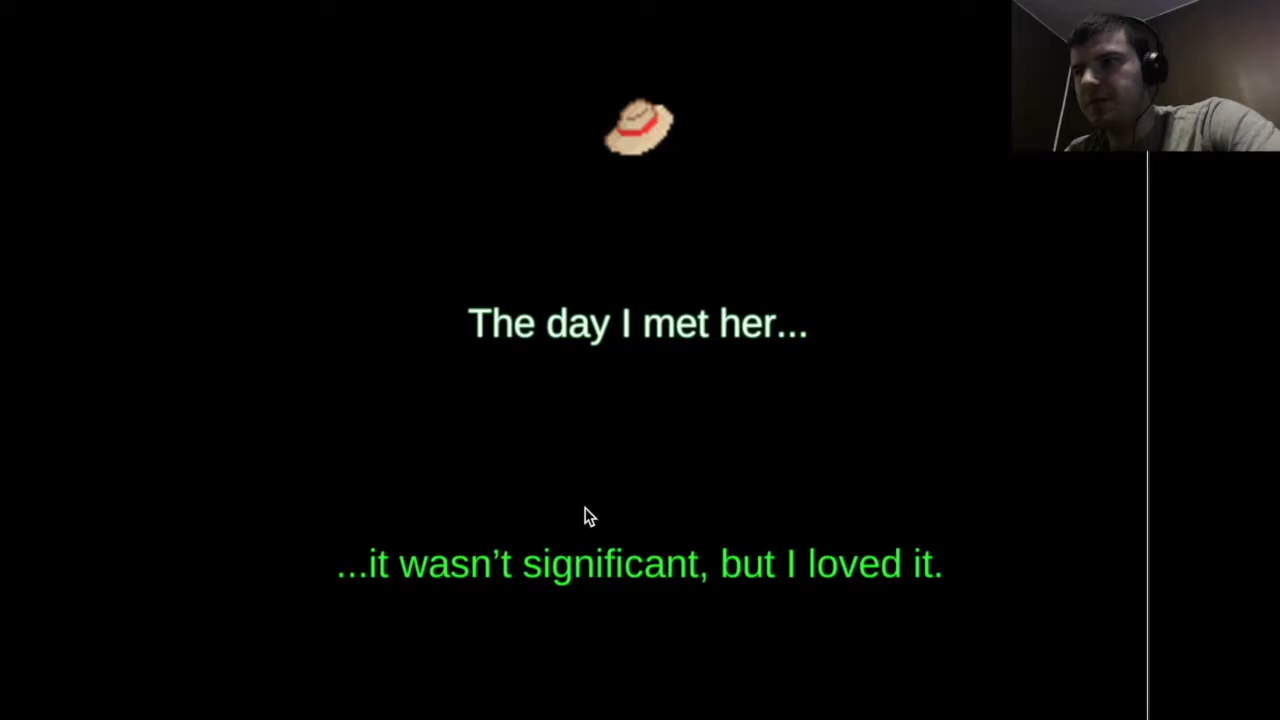 The day I met her...
...it wasn’t significant, but I loved it.